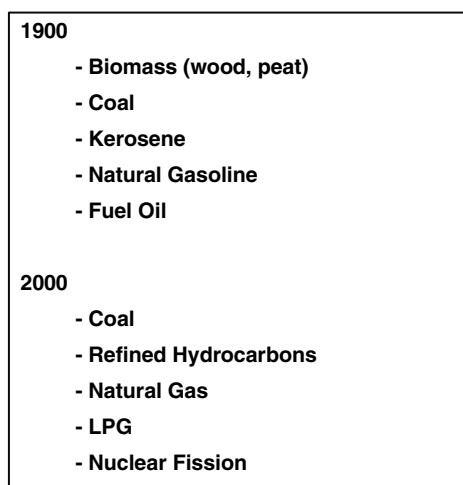 1900
- Biomass (wood, peat)
- Coal
- Kerosene
- Natural Gasoline
- Fuel Oil
2000
- Coal
- Refined Hydrocarbons
- Natural Gas
- LPG
- Nuclear Fission